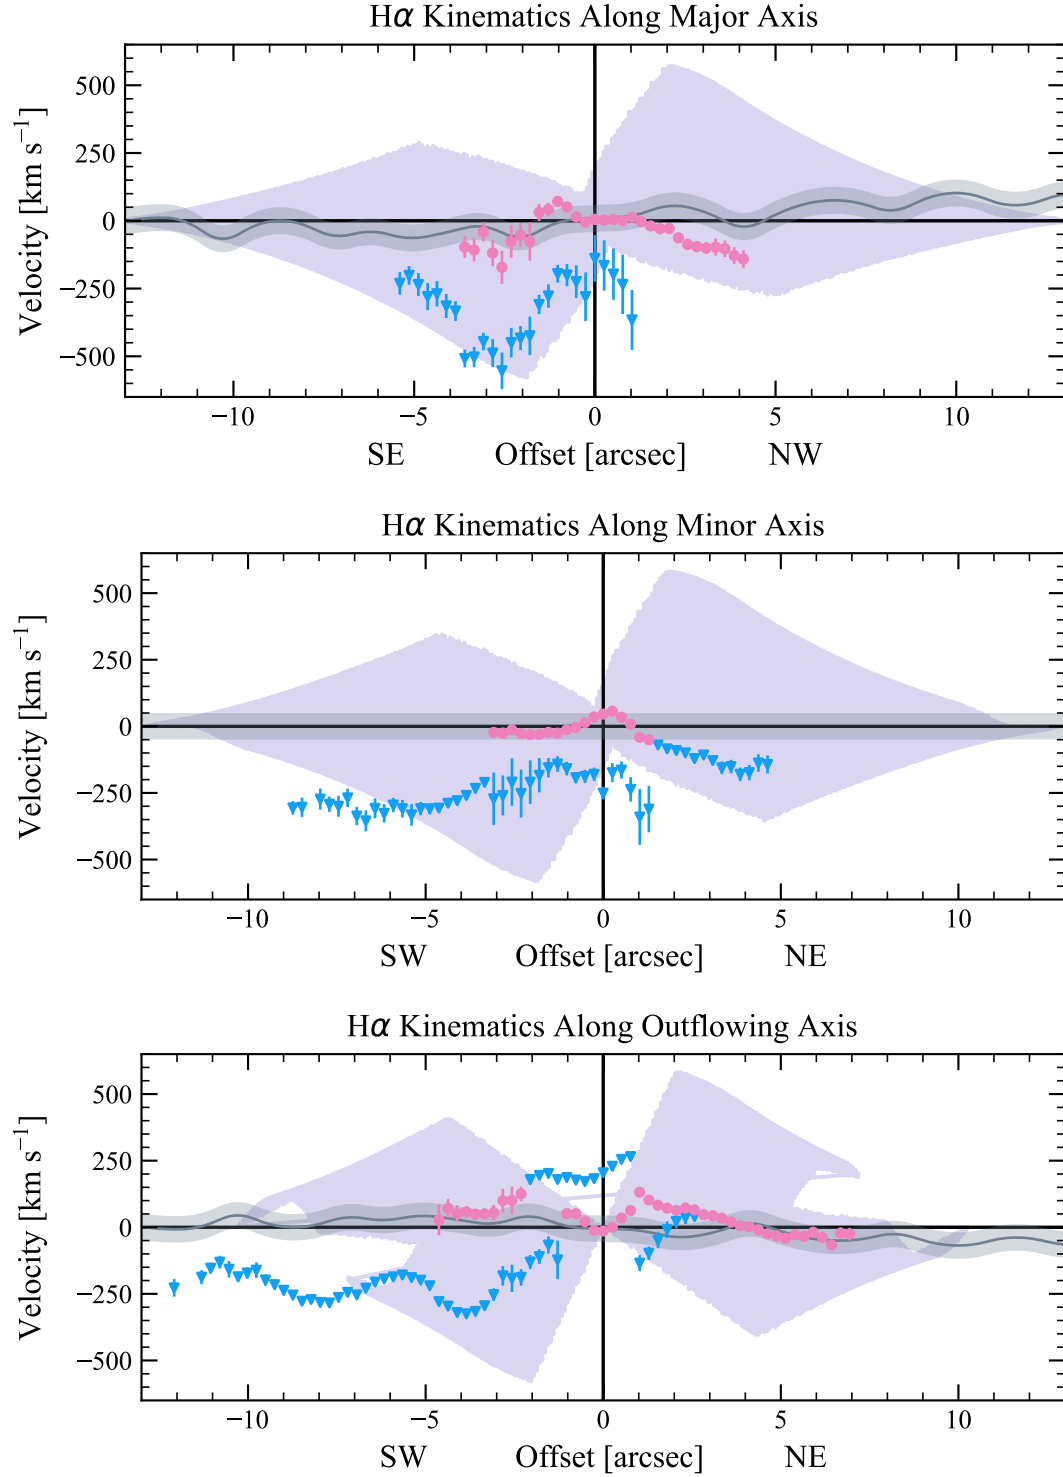 Hα Kinematics Along Major Axis
500
250
0
−250
−500
Velocity [km s⁻¹]
−10 −5 0 5 10
SE Offset [arcsec] NW
Hα Kinematics Along Minor Axis
500
250
0
−250
−500
Velocity [km s⁻¹]
−10 −5 0 5 10
SW Offset [arcsec] NE
Hα Kinematics Along Outflowing Axis
500
250
0
−250
−500
Velocity [km s⁻¹]
−10 −5 0 5 10
SW Offset [arcsec] NE